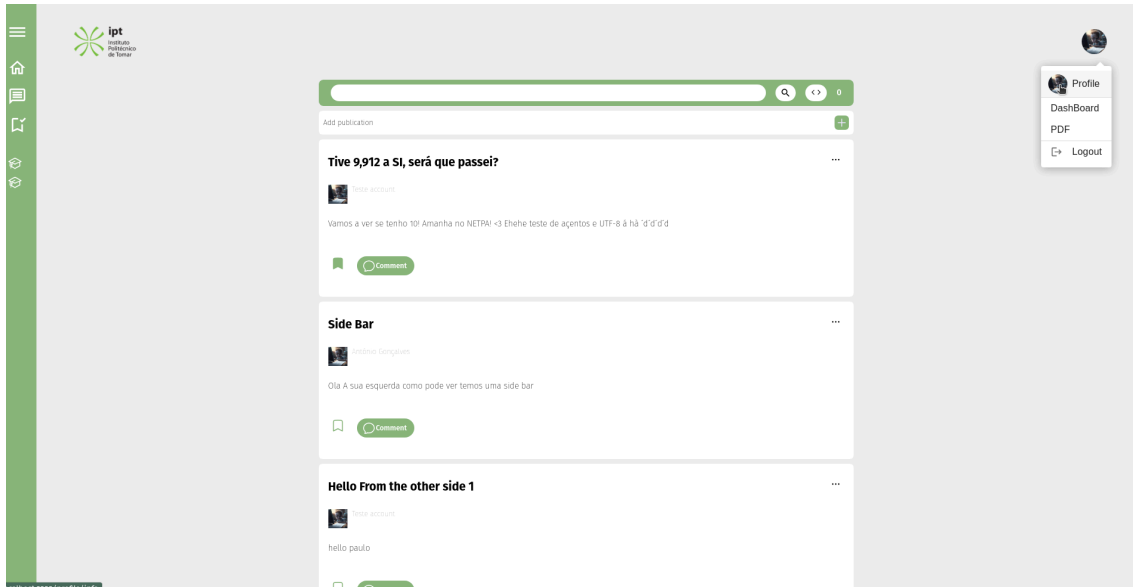 ipt
Instituto
Politécnico
de Tomar
Profile
DashBoard
PDF
Logout
0
Add publication
Tive 9,912 a SI, será que passei?
Teste account
Vamos a ver se tenho 10! Amanha no NETPA! <3 Ehehe teste de açentos e UTF-8 à há ´d´d´d´d
Comment
Side Bar
António Gonçalves
Ola A sua esquerda como pode ver temos uma side bar
Comment
Hello From the other side 1
Teste account
hello paulo